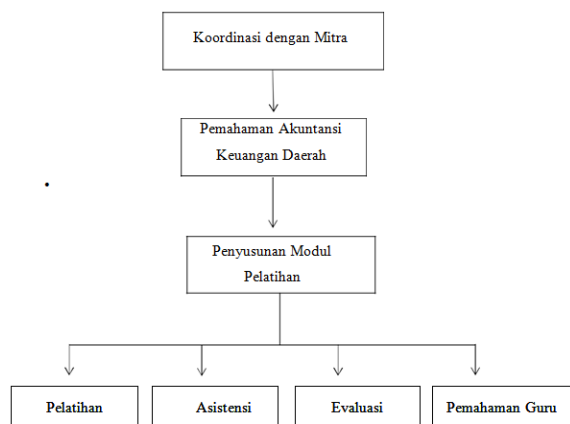 Koordinasi dengan Mitra
Pemahaman Akuntansi
Keuangan Daerah
Penyusunan Modul
Pelatihan
Pelatihan
Asistensi
Evaluasi
Pemahaman Guru